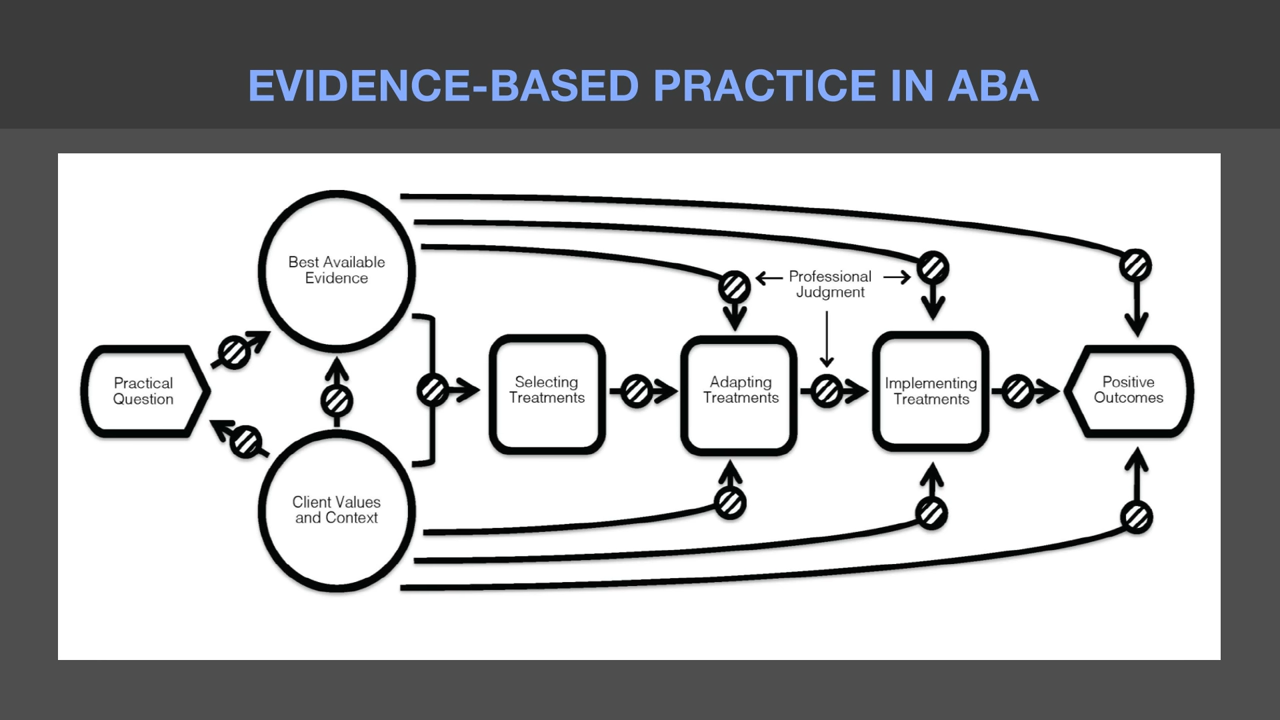 EVIDENCE-BASED PRACTICE IN ABA
Best Available
Evidence
Professional
Judgment
Practical
Question
Selecting
Treatments
Adapting
Treatments
Implementing
Treatments
Positive
Outcomes
Client Values
and Context